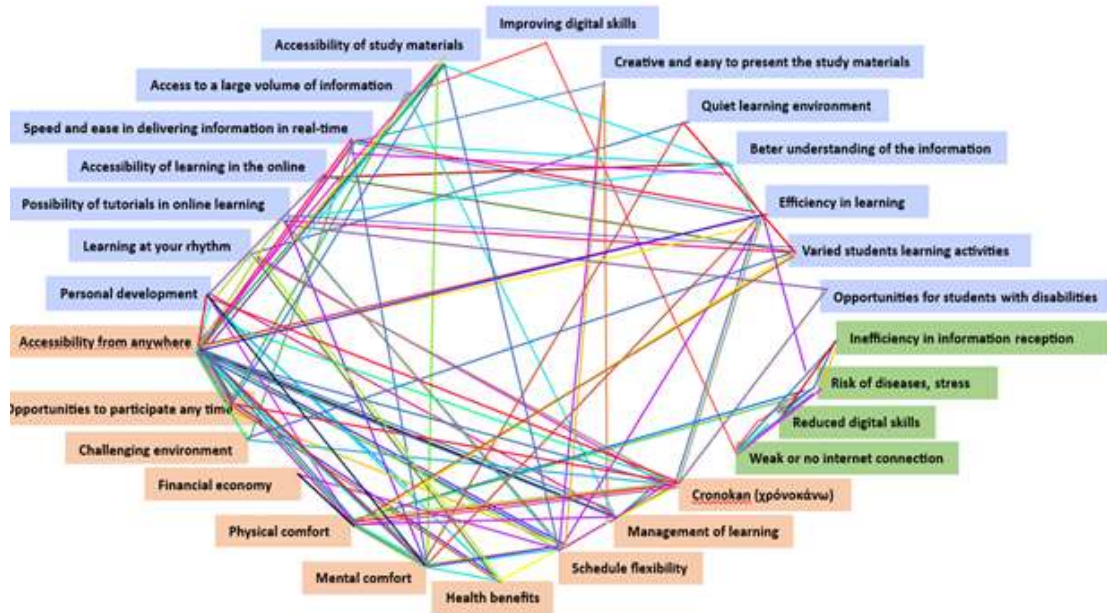 Improving digital skills
Accessibility of study materials
Creative and easy to present the study materials
Access to a large volume of information
Quiet learning environment
Speed and ease in delivering information in real-time
Beter understanding of the information
Accessibility of learning in the online
Possibility of tutorials in online learning
Efficiency in learning
Learning at your rhythm
Varied students learning activities
Personal development
Opportunities for students with disabilities
Accessibility from anywhere
Inefficiency in information reception
Risk of diseases, stress
Opportunities to participate any time
Reduced digital skills
Challenging environment
Weak or no internet connection
Financial economy
Cronokan (χρόνοκάνω)
Physical comfort
Management of learning
Mental comfort
Schedule flexibility
Health benefits